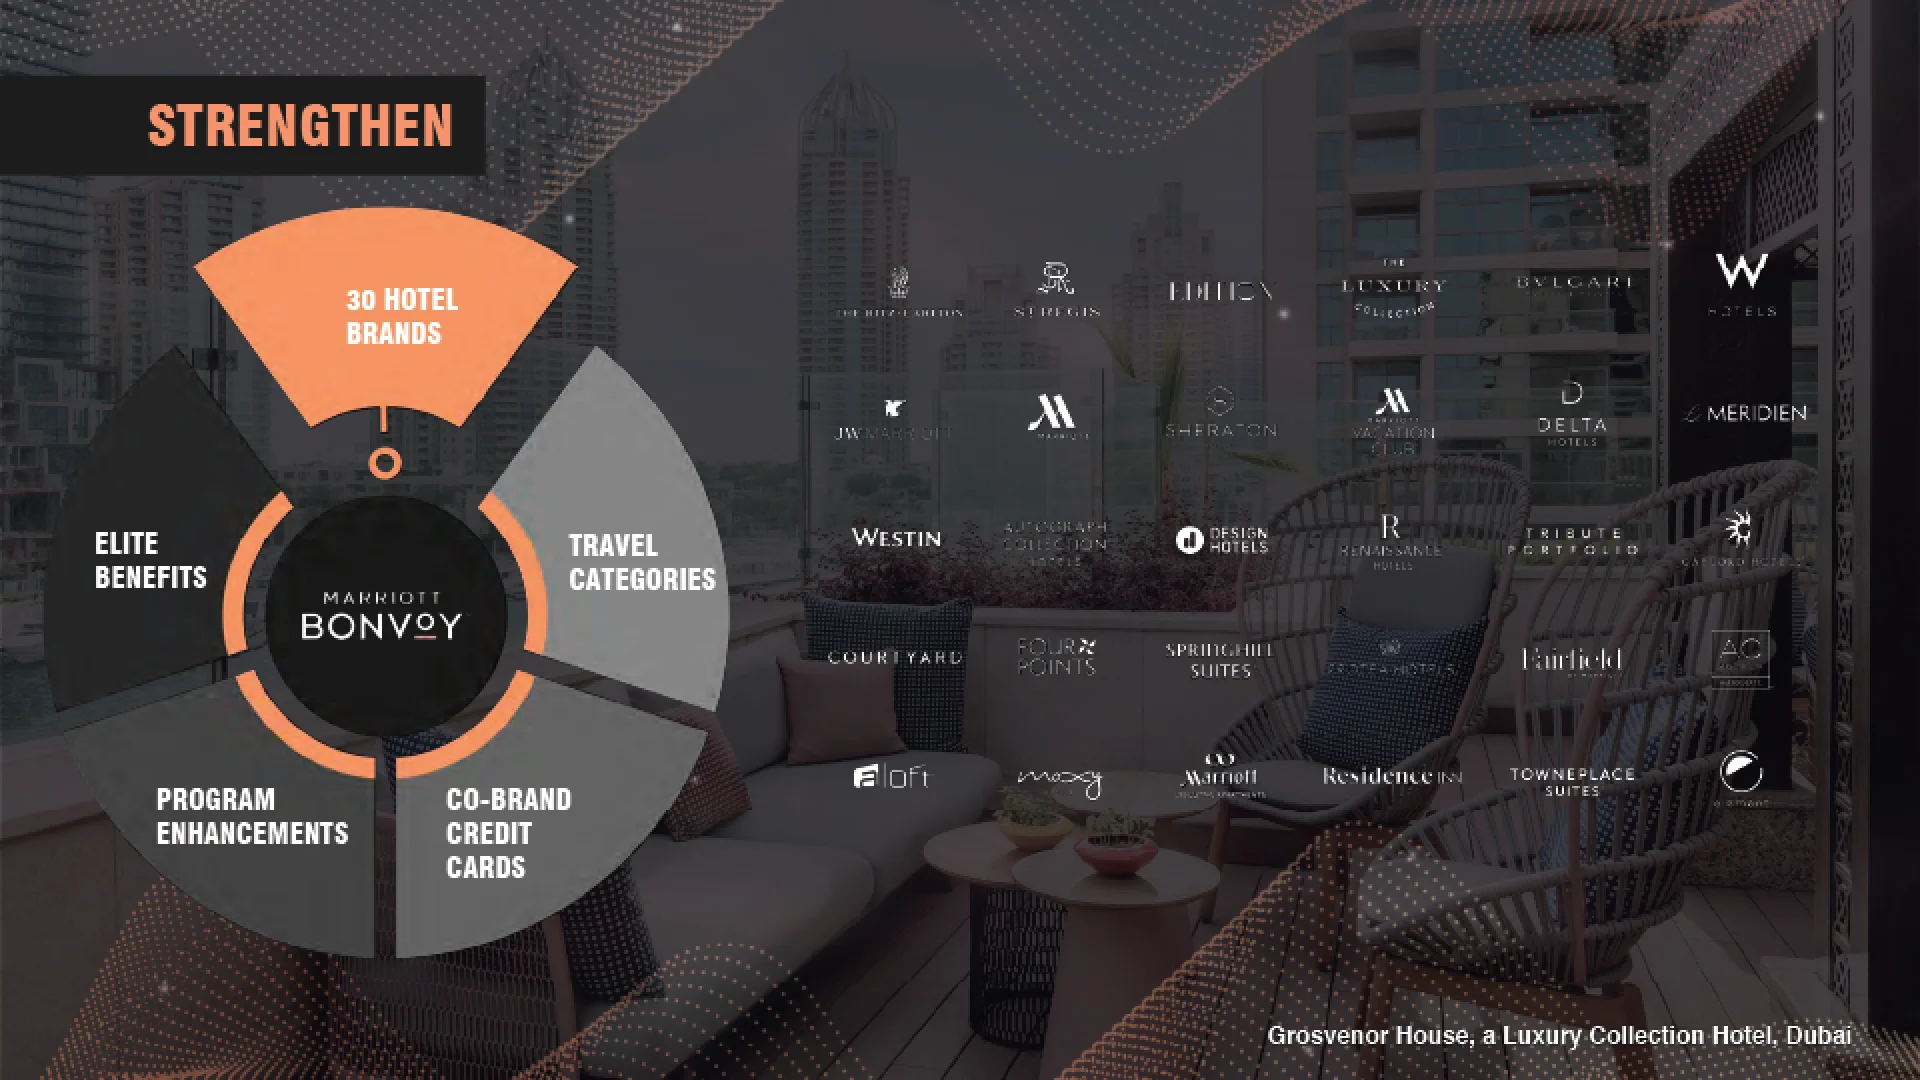 STRENGTHEN
30 HOTEL
BRANDS
ELITE
BENEFITS
TRAVEL
CATEGORIES
MARRIOTT
BONVOY
PROGRAM
ENHANCEMENTS
CO-BRAND
CREDIT
CARDS
THE RITZ-CARLTON
ST REGIS
EDITION
THE
LUXURY
COLLECTION
BVLGARI
W
HOTELS
JW MARRIOTT
MARRIOTT
SHERATON
MARRIOTT
VACATION
CLUB
D
DELTA
HOTELS
Le MERIDIEN
WESTIN
AUTOGRAPH
COLLECTION
HOTELS
DESIGN
HOTELS
R
RENAISSANCE
HOTELS
TRIBUTE
PORTFOLIO
GAYLORD HOTELS
COURTYARD
FOUR
POINTS
SPRINGHILL
SUITES
PROTEA HOTELS
Fairfield
BY MARRIOTT
AC
HOTELS
MARRIOTT
aloft
moxy
Marriott
EXECUTIVE APARTMENTS
Residence INN
TOWNEPLACE
SUITES
element
Grosvenor House, a Luxury Collection Hotel, Dubai